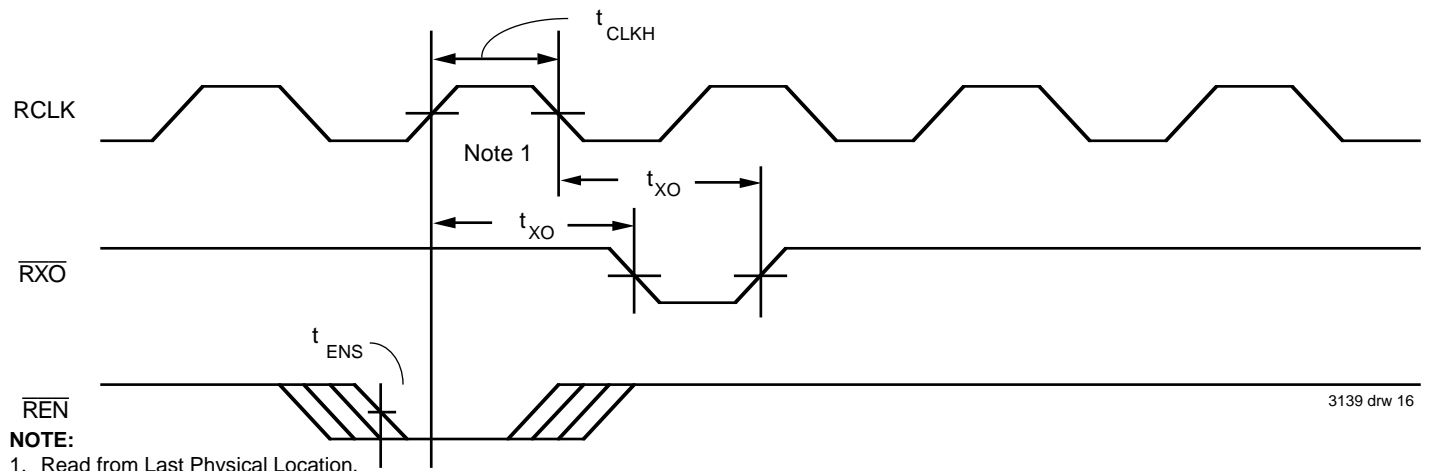 t CLKH
RCLK
Note 1
t XO
t XO
RXO
t ENS
REN
3139 drw 16
NOTE:
1. Read from Last Physical Location.